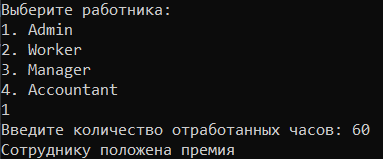 Выберите работника:
1. Admin
2. Worker
3. Manager
4. Accountant
1
Введите количество отработанных часов: 60
Сотруднику положена премия